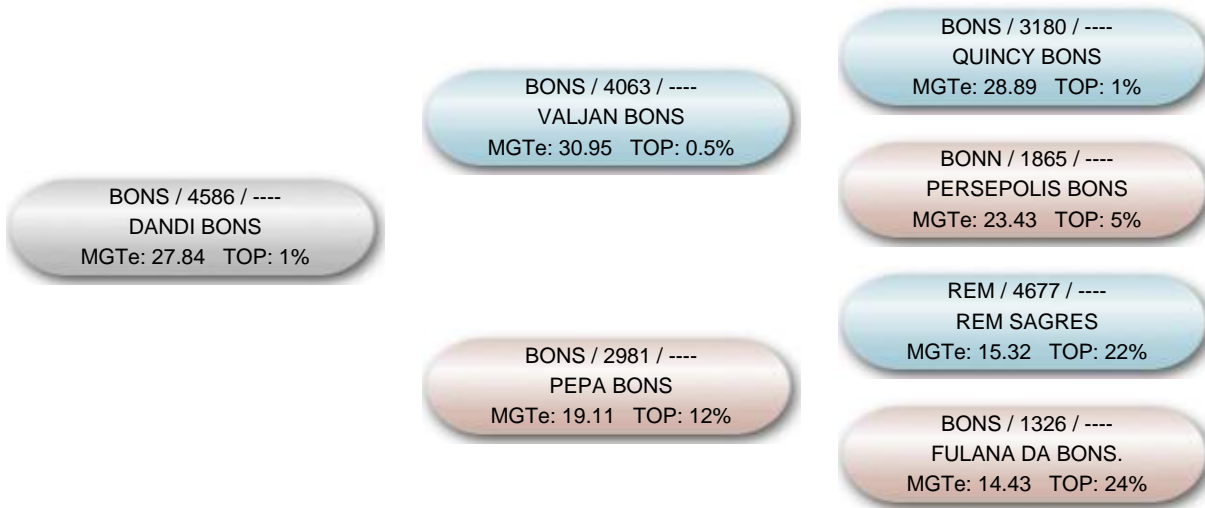 BONS / 4586 / ----
DANDI BONS
MGTe: 27.84 TOP: 1%
BONS / 4063 / ----
VALJAN BONS
MGTe: 30.95 TOP: 0.5%
BONS / 2981 / ----
PEPA BONS
MGTe: 19.11 TOP: 12%
BONS / 3180 / ----
QUINCY BONS
MGTe: 28.89 TOP: 1%
BONN / 1865 / ----
PERSEPOLIS BONS
MGTe: 23.43 TOP: 5%
REM / 4677 / ----
REM SAGRES
MGTe: 15.32 TOP: 22%
BONS / 1326 / ----
FULANA DA BONS.
MGTe: 14.43 TOP: 24%